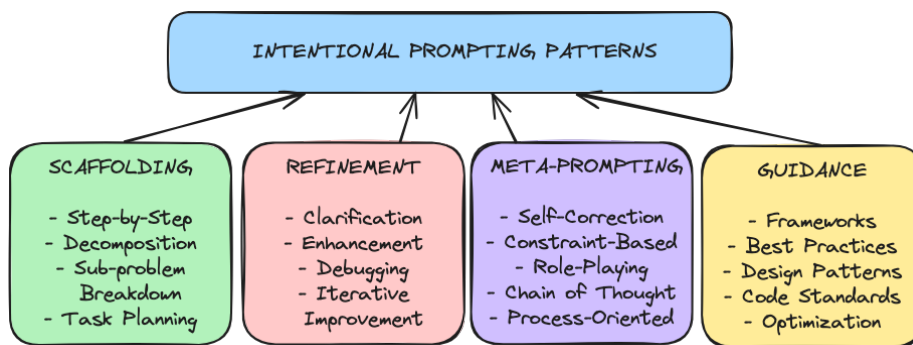 INTENTIONAL PROMPTING PATTERNS
SCAFFOLDING
- Step-by-Step
- Decomposition
- Sub-problem
Breakdown
- Task Planning
REFINEMENT
- Clarification
- Enhancement
- Debugging
- Iterative
Improvement
META-PROMPTING
- Self-Correction
- Constraint-Based
- Role-Playing
- Chain of Thought
- Process-Oriented
GUIDANCE
- Frameworks
- Best Practices
- Design Patterns
- Code Standards
- Optimization